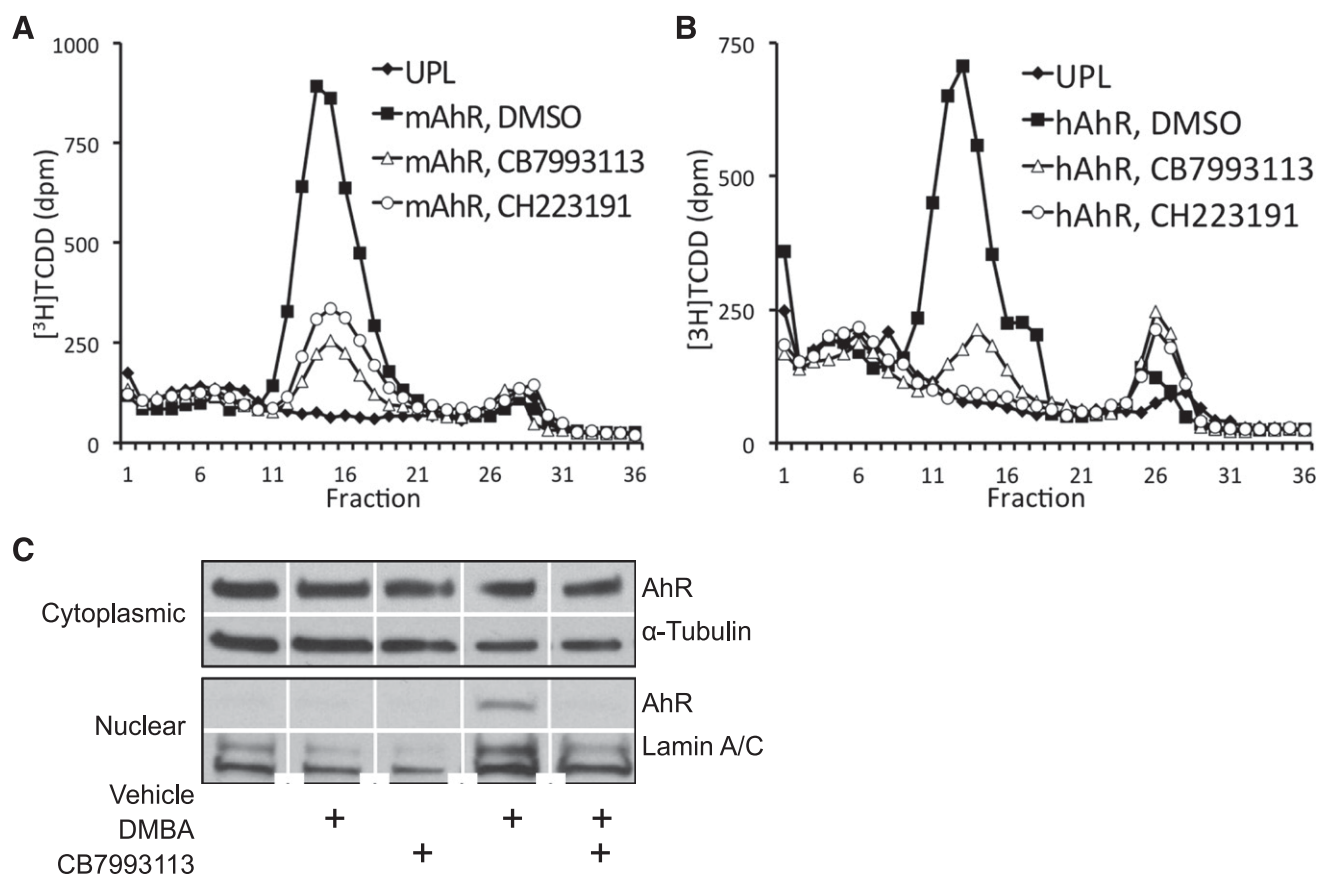 A
1000
750
500
250
0
[³H]TCDD (dpm)
UPL
mAhR, DMSO
mAhR, CB7993113
mAhR, CH223191
1 6 11 16 21 26 31 36
Fraction
B
750
500
250
0
[3H]TCDD (dpm)
UPL
hAhR, DMSO
hAhR, CB7993113
hAhR, CH223191
1 6 11 16 21 26 31 36
Fraction
C
Cytoplasmic
AhR
α-Tubulin
Nuclear
AhR
Lamin A/C
Vehicle
DMBA + + +
CB7993113 + +